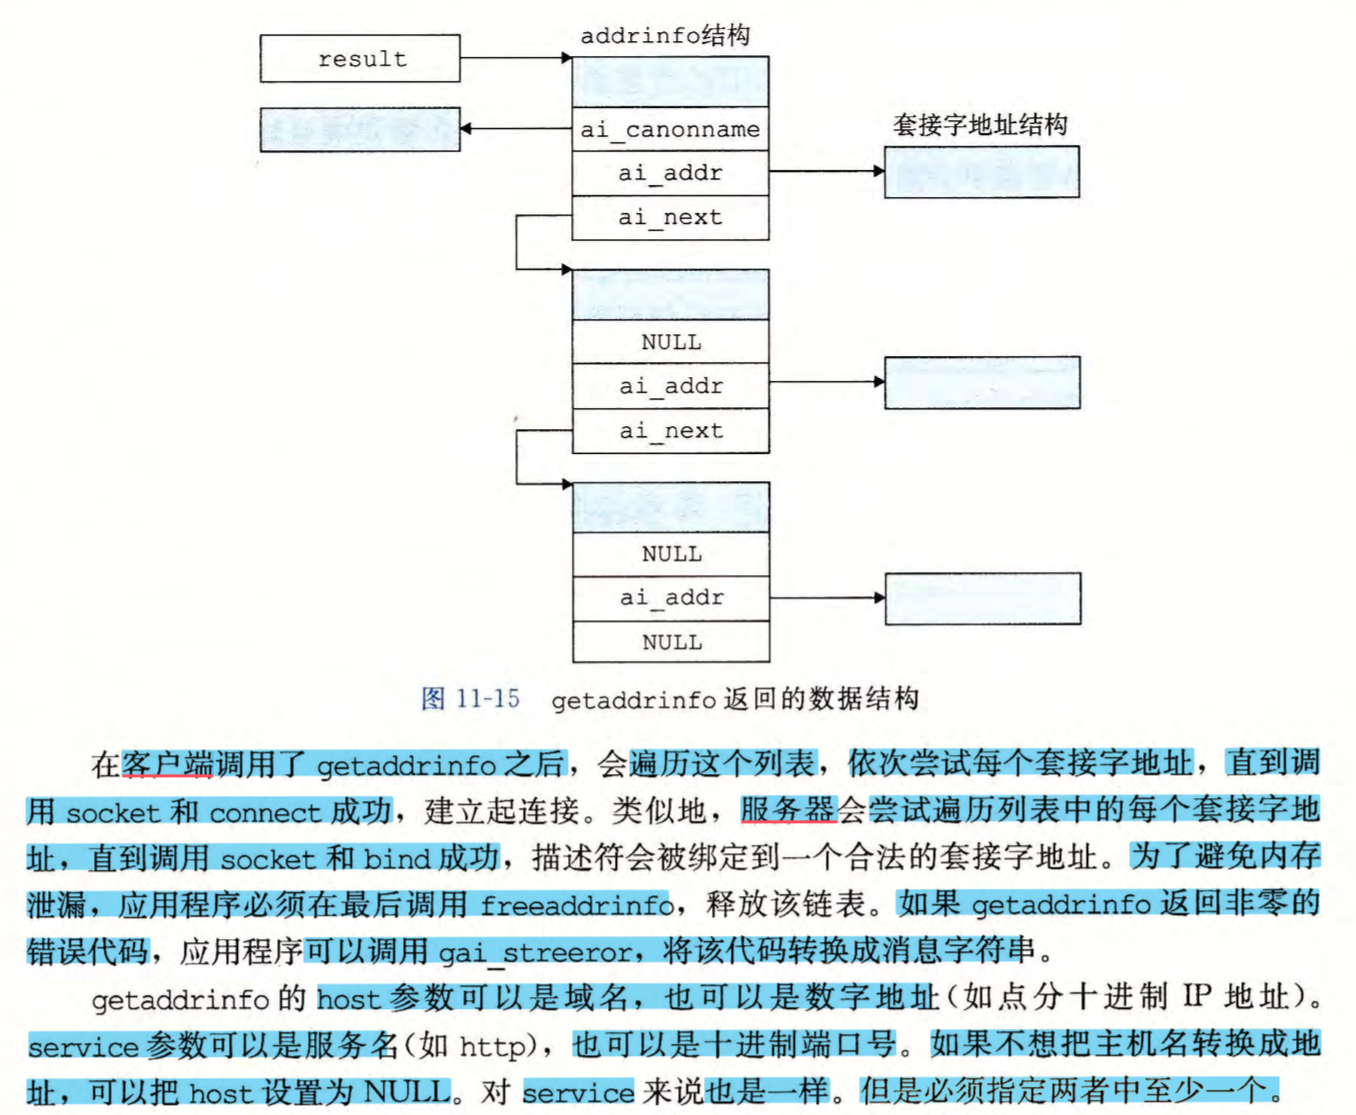 addrinfo结构
result
ai_canonname
套接字地址结构
ai_addr
ai_next
NULL
ai_addr
ai_next
NULL
ai_addr
NULL
图 11-15 getaddrinfo 返回的数据结构
在客户端调用了 getaddrinfo 之后，会遍历这个列表，依次尝试每个套接字地址，直到调
用 socket 和 connect 成功，建立起连接。类似地，服务器会尝试遍历列表中的每个套接字地
址，直到调用 socket 和 bind 成功，描述符会被绑定到一个合法的套接字地址。为了避免内存
泄漏，应用程序必须在最后调用 freeaddrinfo，释放该链表。如果 getaddrinfo 返回非零的
错误代码，应用程序可以调用 gai_streeror，将该代码转换成消息字符串。
getaddrinfo 的 host 参数可以是域名，也可以是数字地址(如点分十进制 IP 地址)。
service 参数可以是服务名(如 http)，也可以是十进制端口号。如果不想把主机名转换成地
址，可以把 host 设置为 NULL。对 service 来说也是一样。但是必须指定两者中至少一个。